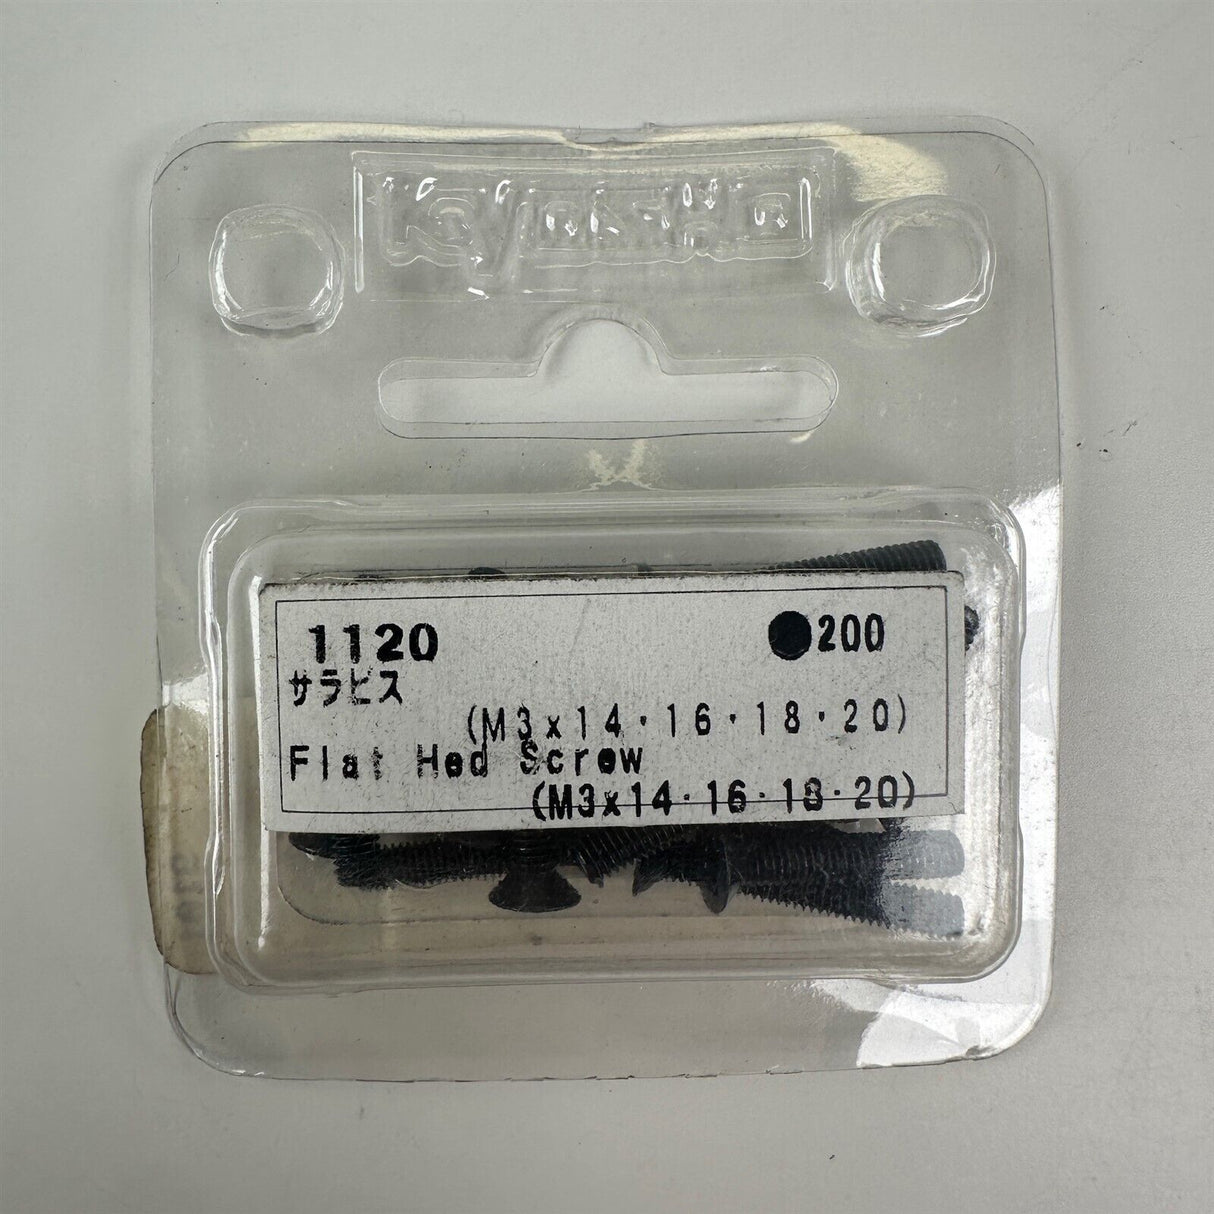 KYOSHO
1120 ●200
サラビス
(M3x14・16・18・20)
Flat Hed Screw
(M3x14・16・18・20)